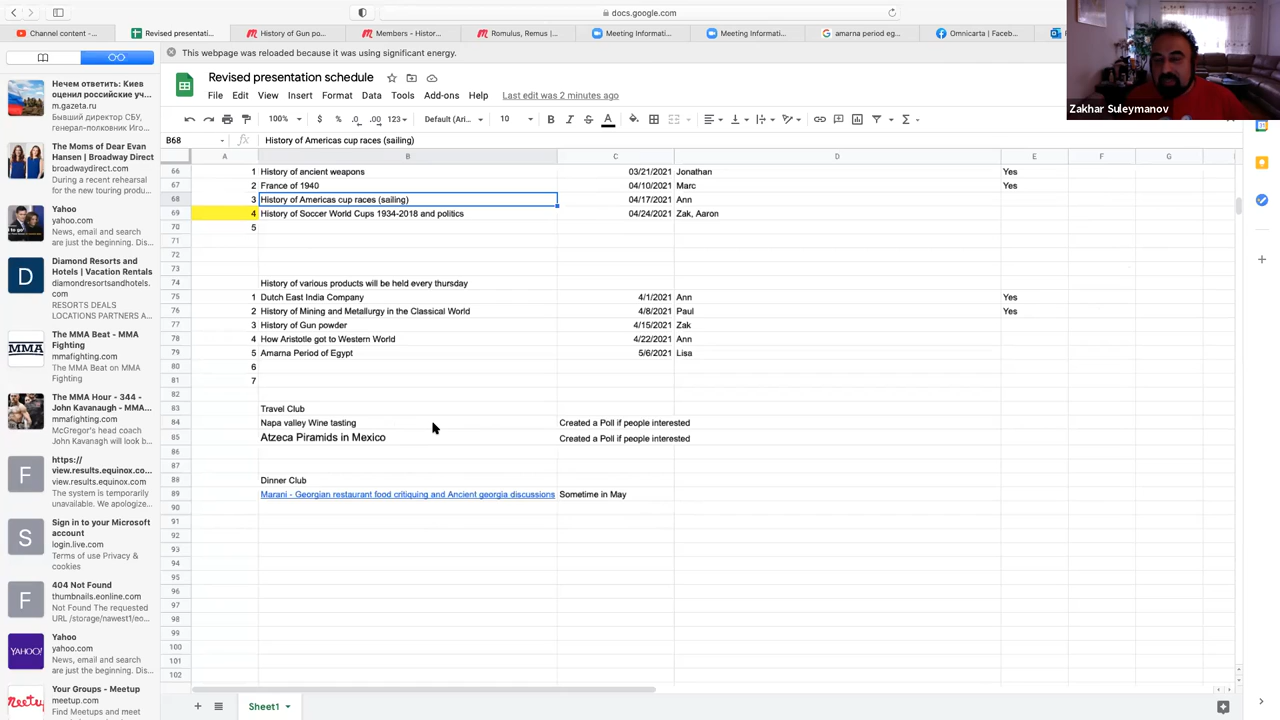 docs.google.com
Channel content -...
Revised presentati...
History of Gun po...
Members - Histor...
Romulus, Remus |...
Meeting Informati...
Meeting Informati...
amarna period eg...
Omnicarta | Faceb...
This webpage was reloaded because it was using significant energy.
Revised presentation schedule
File Edit View Insert Format Data Tools Add-ons Help Last edit was 2 minutes ago
100% $ % .0 .00 123 Default (Ari... 10 B I S A
B68 fx History of Americas cup races (sailing)
A B C D E F G
66 1 History of ancient weapons 03/21/2021 Jonathan Yes
67 2 France of 1940 04/10/2021 Marc Yes
68 3 History of Americas cup races (sailing) 04/17/2021 Ann
69 4 History of Soccer World Cups 1934-2018 and politics 04/24/2021 Zak, Aaron
70 5
71
72
73
74 History of various products will be held every thursday
75 1 Dutch East India Company 4/1/2021 Ann Yes
76 2 History of Mining and Metallurgy in the Classical World 4/8/2021 Paul Yes
77 3 History of Gun powder 4/15/2021 Zak
78 4 How Aristotle got to Western World 4/22/2021 Ann
79 5 Amarna Period of Egypt 5/6/2021 Lisa
80 6
81 7
82
83 Travel Club
84 Napa valley Wine tasting Created a Poll if people interested
85 Atzeca Piramids in Mexico Created a Poll if people interested
86
87
88 Dinner Club
89 Marani - Georgian restaurant food critiquing and Ancient georgia discussions Sometime in May
90
91
92
93
94
95
96
97
98
99
100
101
102
Sheet1
Нечем ответить: Киев
оценил российские уч...
m.gazeta.ru
Бывший директор СБУ,
генерал-полковник Иго...
The Moms of Dear Evan
Hansen | Broadway Direct
broadwaydirect.com
During a recent rehearsal
for the new touring produ...
Yahoo
yahoo.com
News, email and search
are just the beginning. Dis...
D
Diamond Resorts and
Hotels | Vacation Rentals
diamondresortsandhotels.
com
RESORTS DEALS
LOCATIONS PARTNERS A...
MMA
The MMA Beat - MMA
Fighting
mmafighting.com
The MMA Beat on MMA
Fighting
The MMA Hour - 344 -
John Kavanagh - MMA...
mmafighting.com
McGregor's head coach
John Kavanagh will look b...
F
https://
view.results.equinox.co...
view.results.equinox.com
The system is temporarily
unavailable. We apologize...
S
Sign in to your Microsoft
account
login.live.com
Terms of use Privacy &
cookies
F
404 Not Found
thumbnails.eonline.com
Not Found The requested
URL /storage/nawest1/eo...
YAHOO!
Yahoo
yahoo.com
News, email and search
are just the beginning. Dis...
Meetup
Your Groups - Meetup
meetup.com
Find Meetups and meet
Zakhar Suleymanov